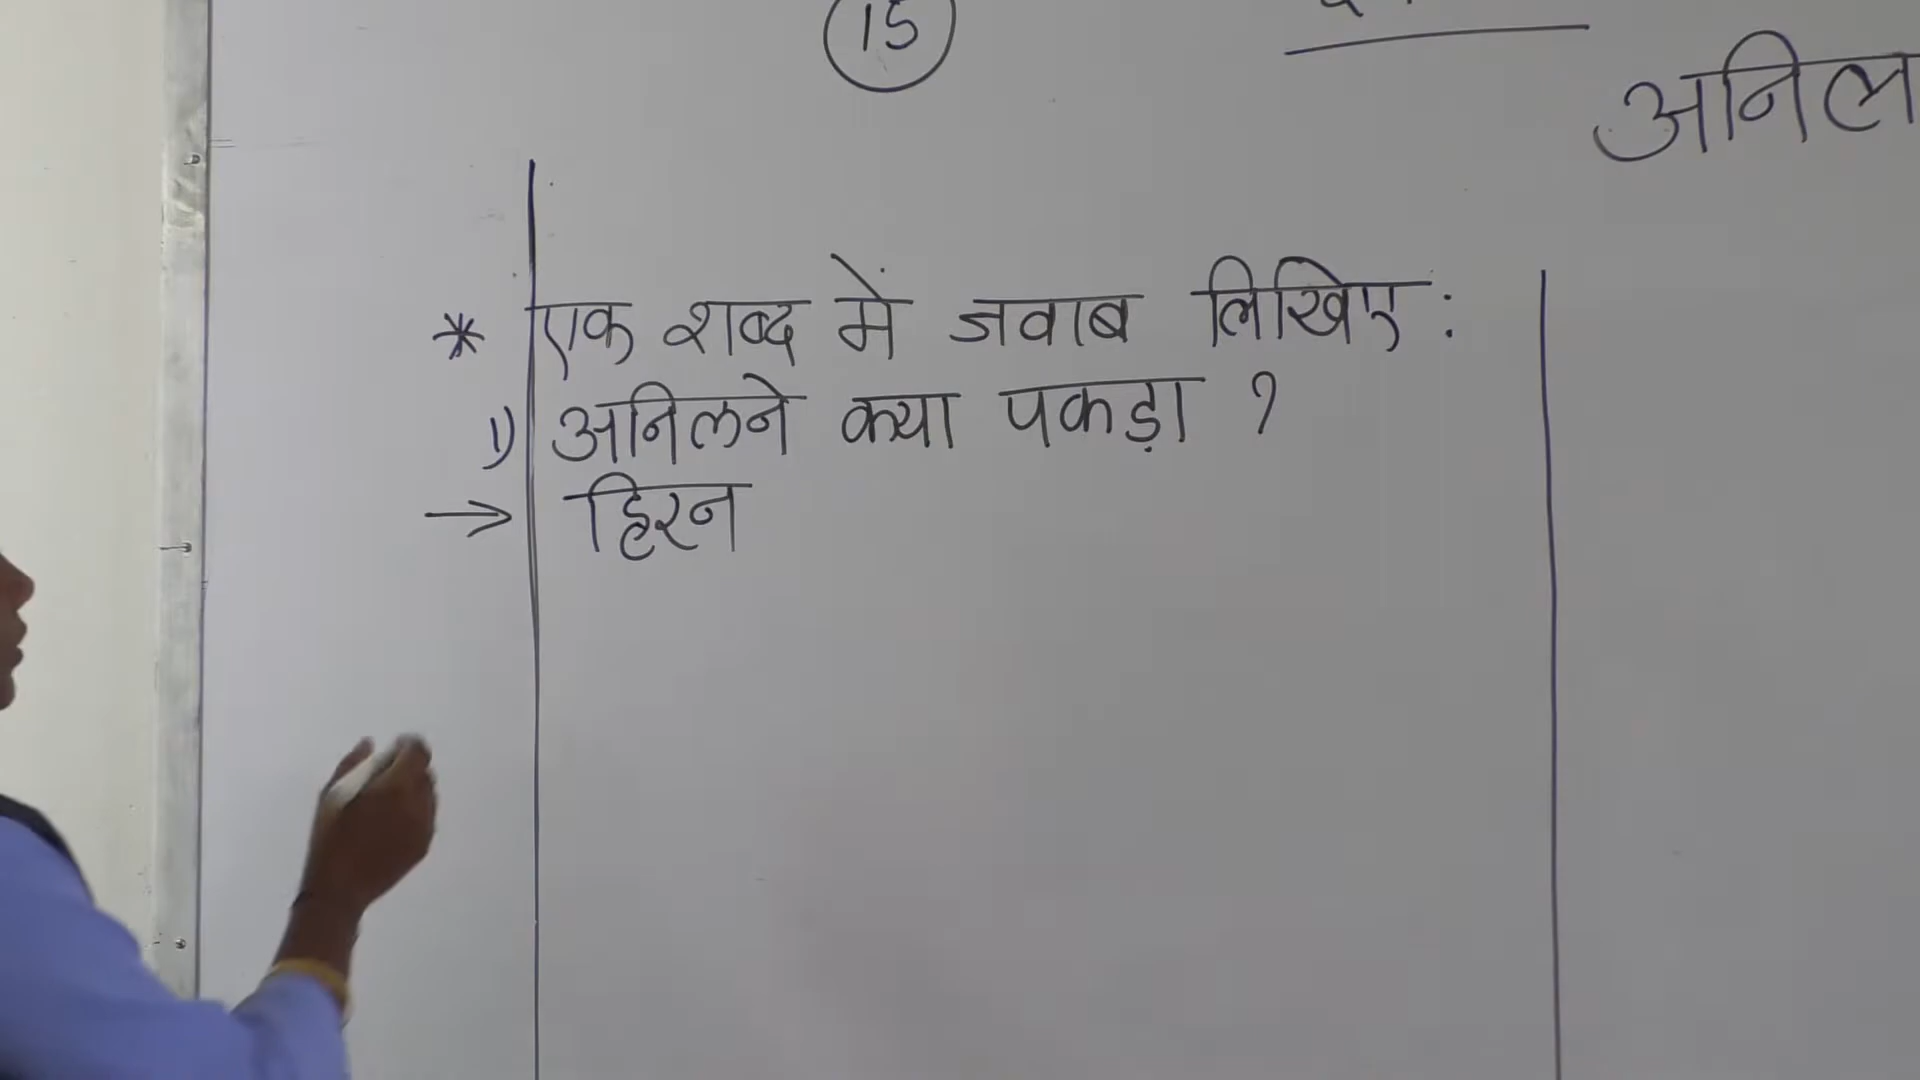 15
अनिल
* एक शब्द में जवाब लिखिए :
1) अनिलने क्या पकड़ा ?
→ हिरन